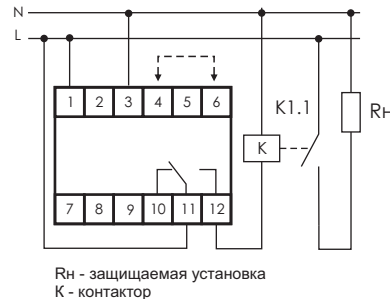 N
L
1 2 3 4 5 6
K1.1
Rн
K
7 8 9 10 11 12
Rн - защищаемая установка
К - контактор